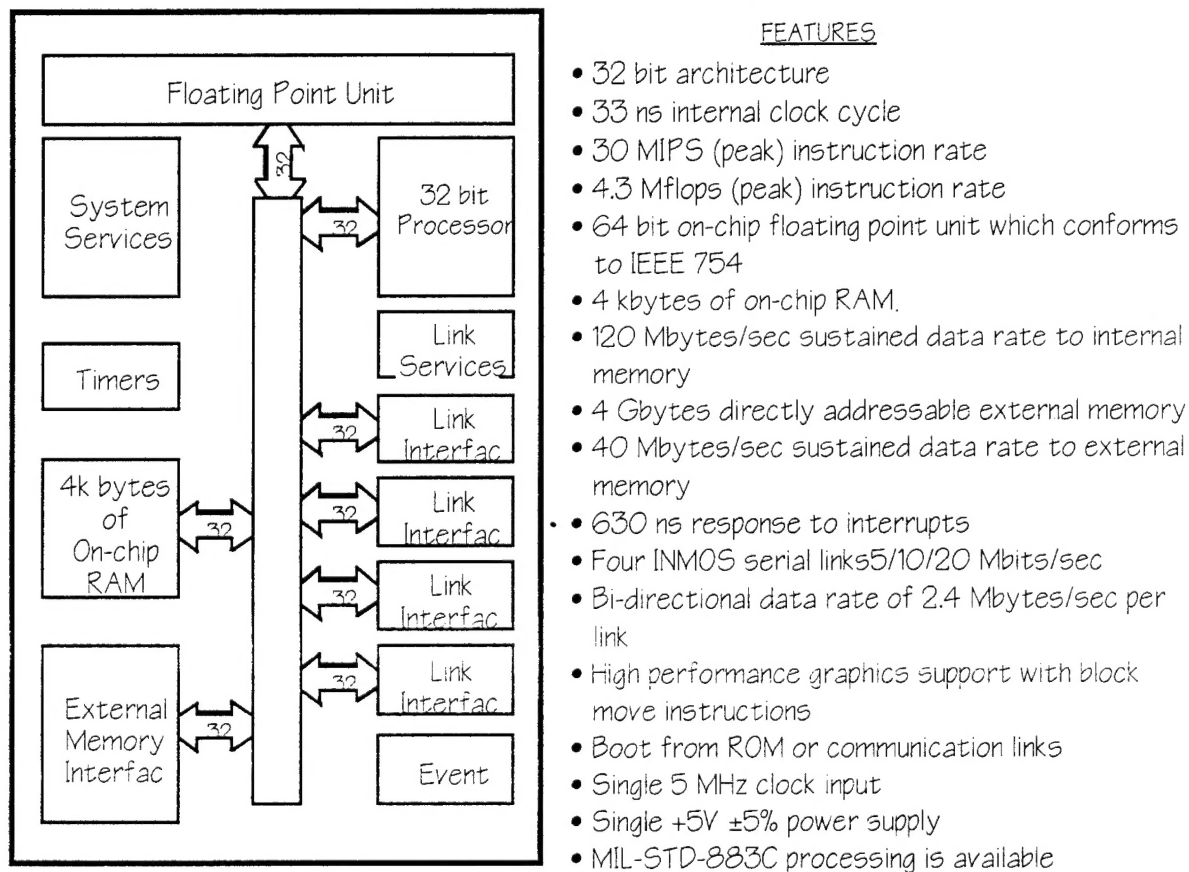 Floating Point Unit
32
System
Services
32 bit
Processor
32
Timers
Link
Services
Link
Interfac
32
Link
Interfac
32
Link
Interfac
32
Link
Interfac
32
4k bytes
of
On-chip
RAM
32
External
Memory
Interfac
32
Event
FEATURES
• 32 bit architecture
• 33 ns internal clock cycle
• 30 MIPS (peak) instruction rate
• 4.3 Mflops (peak) instruction rate
• 64 bit on-chip floating point unit which conforms
to IEEE 754
• 4 kbytes of on-chip RAM.
• 120 Mbytes/sec sustained data rate to internal
memory
• 4 Gbytes directly addressable external memory
• 40 Mbytes/sec sustained data rate to external
memory
• 630 ns response to interrupts
• Four INMOS serial links5/10/20 Mbits/sec
• Bi-directional data rate of 2.4 Mbytes/sec per
link
• High performance graphics support with block
move instructions
• Boot from ROM or communication links
• Single 5 MHz clock input
• Single +5V ±5% power supply
• MIL-STD-883C processing is available